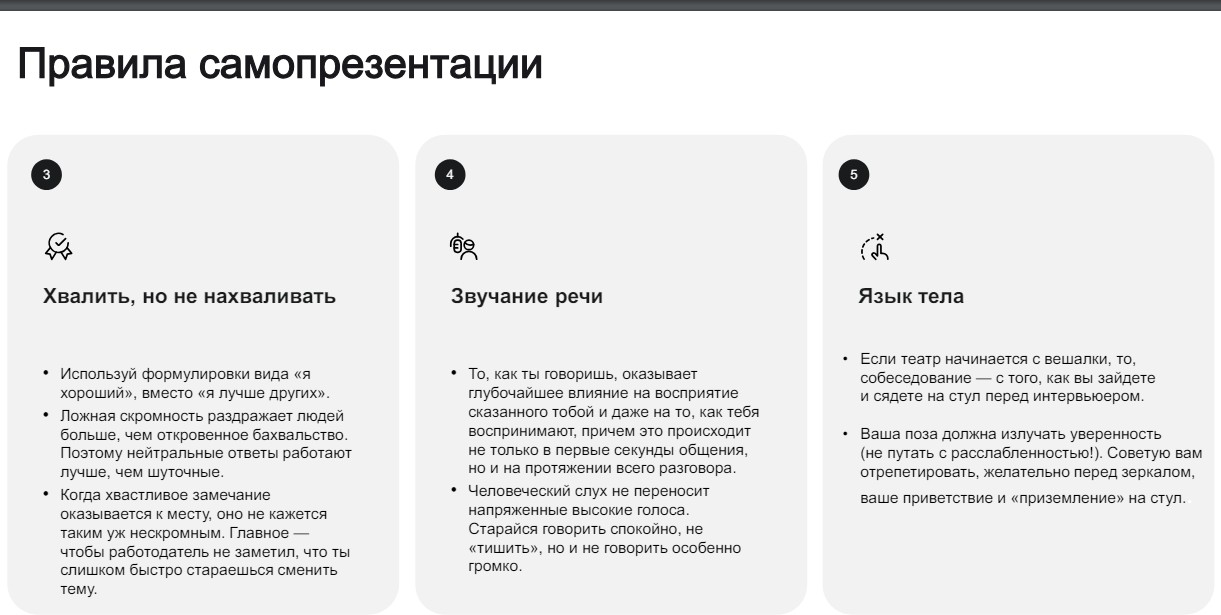 Правила самопрезентации
3
Хвалить, но не нахваливать
• Используй формулировки вида «я
хороший», вместо «я лучше других».
• Ложная скромность раздражает людей
больше, чем откровенное бахвальство.
Поэтому нейтральные ответы работают
лучше, чем шуточные.
• Когда хвастливое замечание
оказывается к месту, оно не кажется
таким уж нескромным. Главное —
чтобы работодатель не заметил, что ты
слишком быстро стараешься сменить
тему.
4
Звучание речи
• То, как ты говоришь, оказывает
глубочайшее влияние на восприятие
сказанного тобой и даже на то, как тебя
воспринимают, причем это происходит
не только в первые секунды общения,
но и на протяжении всего разговора.
• Человеческий слух не переносит
напряженные высокие голоса.
Старайся говорить спокойно, не
«тишить», но и не говорить особенно
громко.
5
Язык тела
• Если театр начинается с вешалки, то,
собеседование — с того, как вы зайдете
и сядете на стул перед интервьюером.
• Ваша поза должна излучать уверенность
(не путать с расслабленностью!). Советую вам
отрепетировать, желательно перед зеркалом,
ваше приветствие и «приземление» на стул.